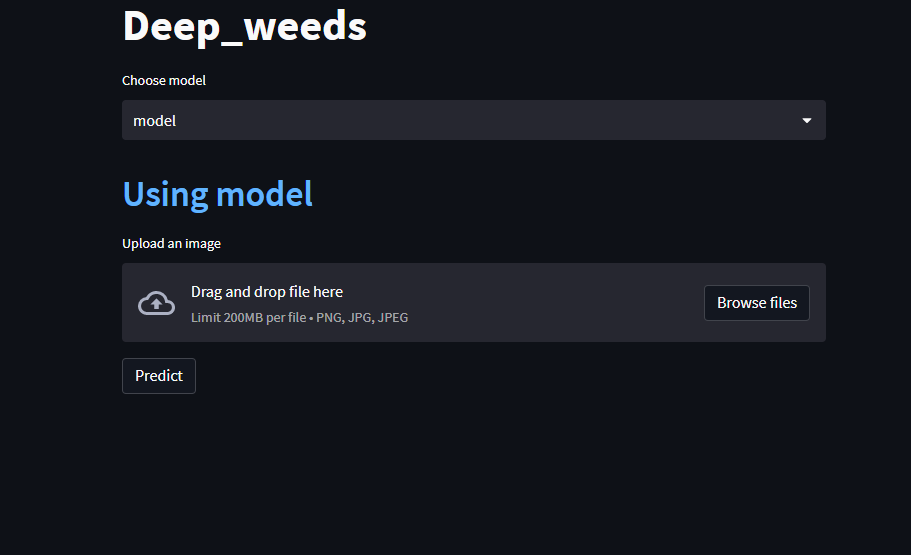 Deep_weeds
Choose model
model
Using model
Upload an image
Drag and drop file here
Limit 200MB per file • PNG, JPG, JPEG
Browse files
Predict